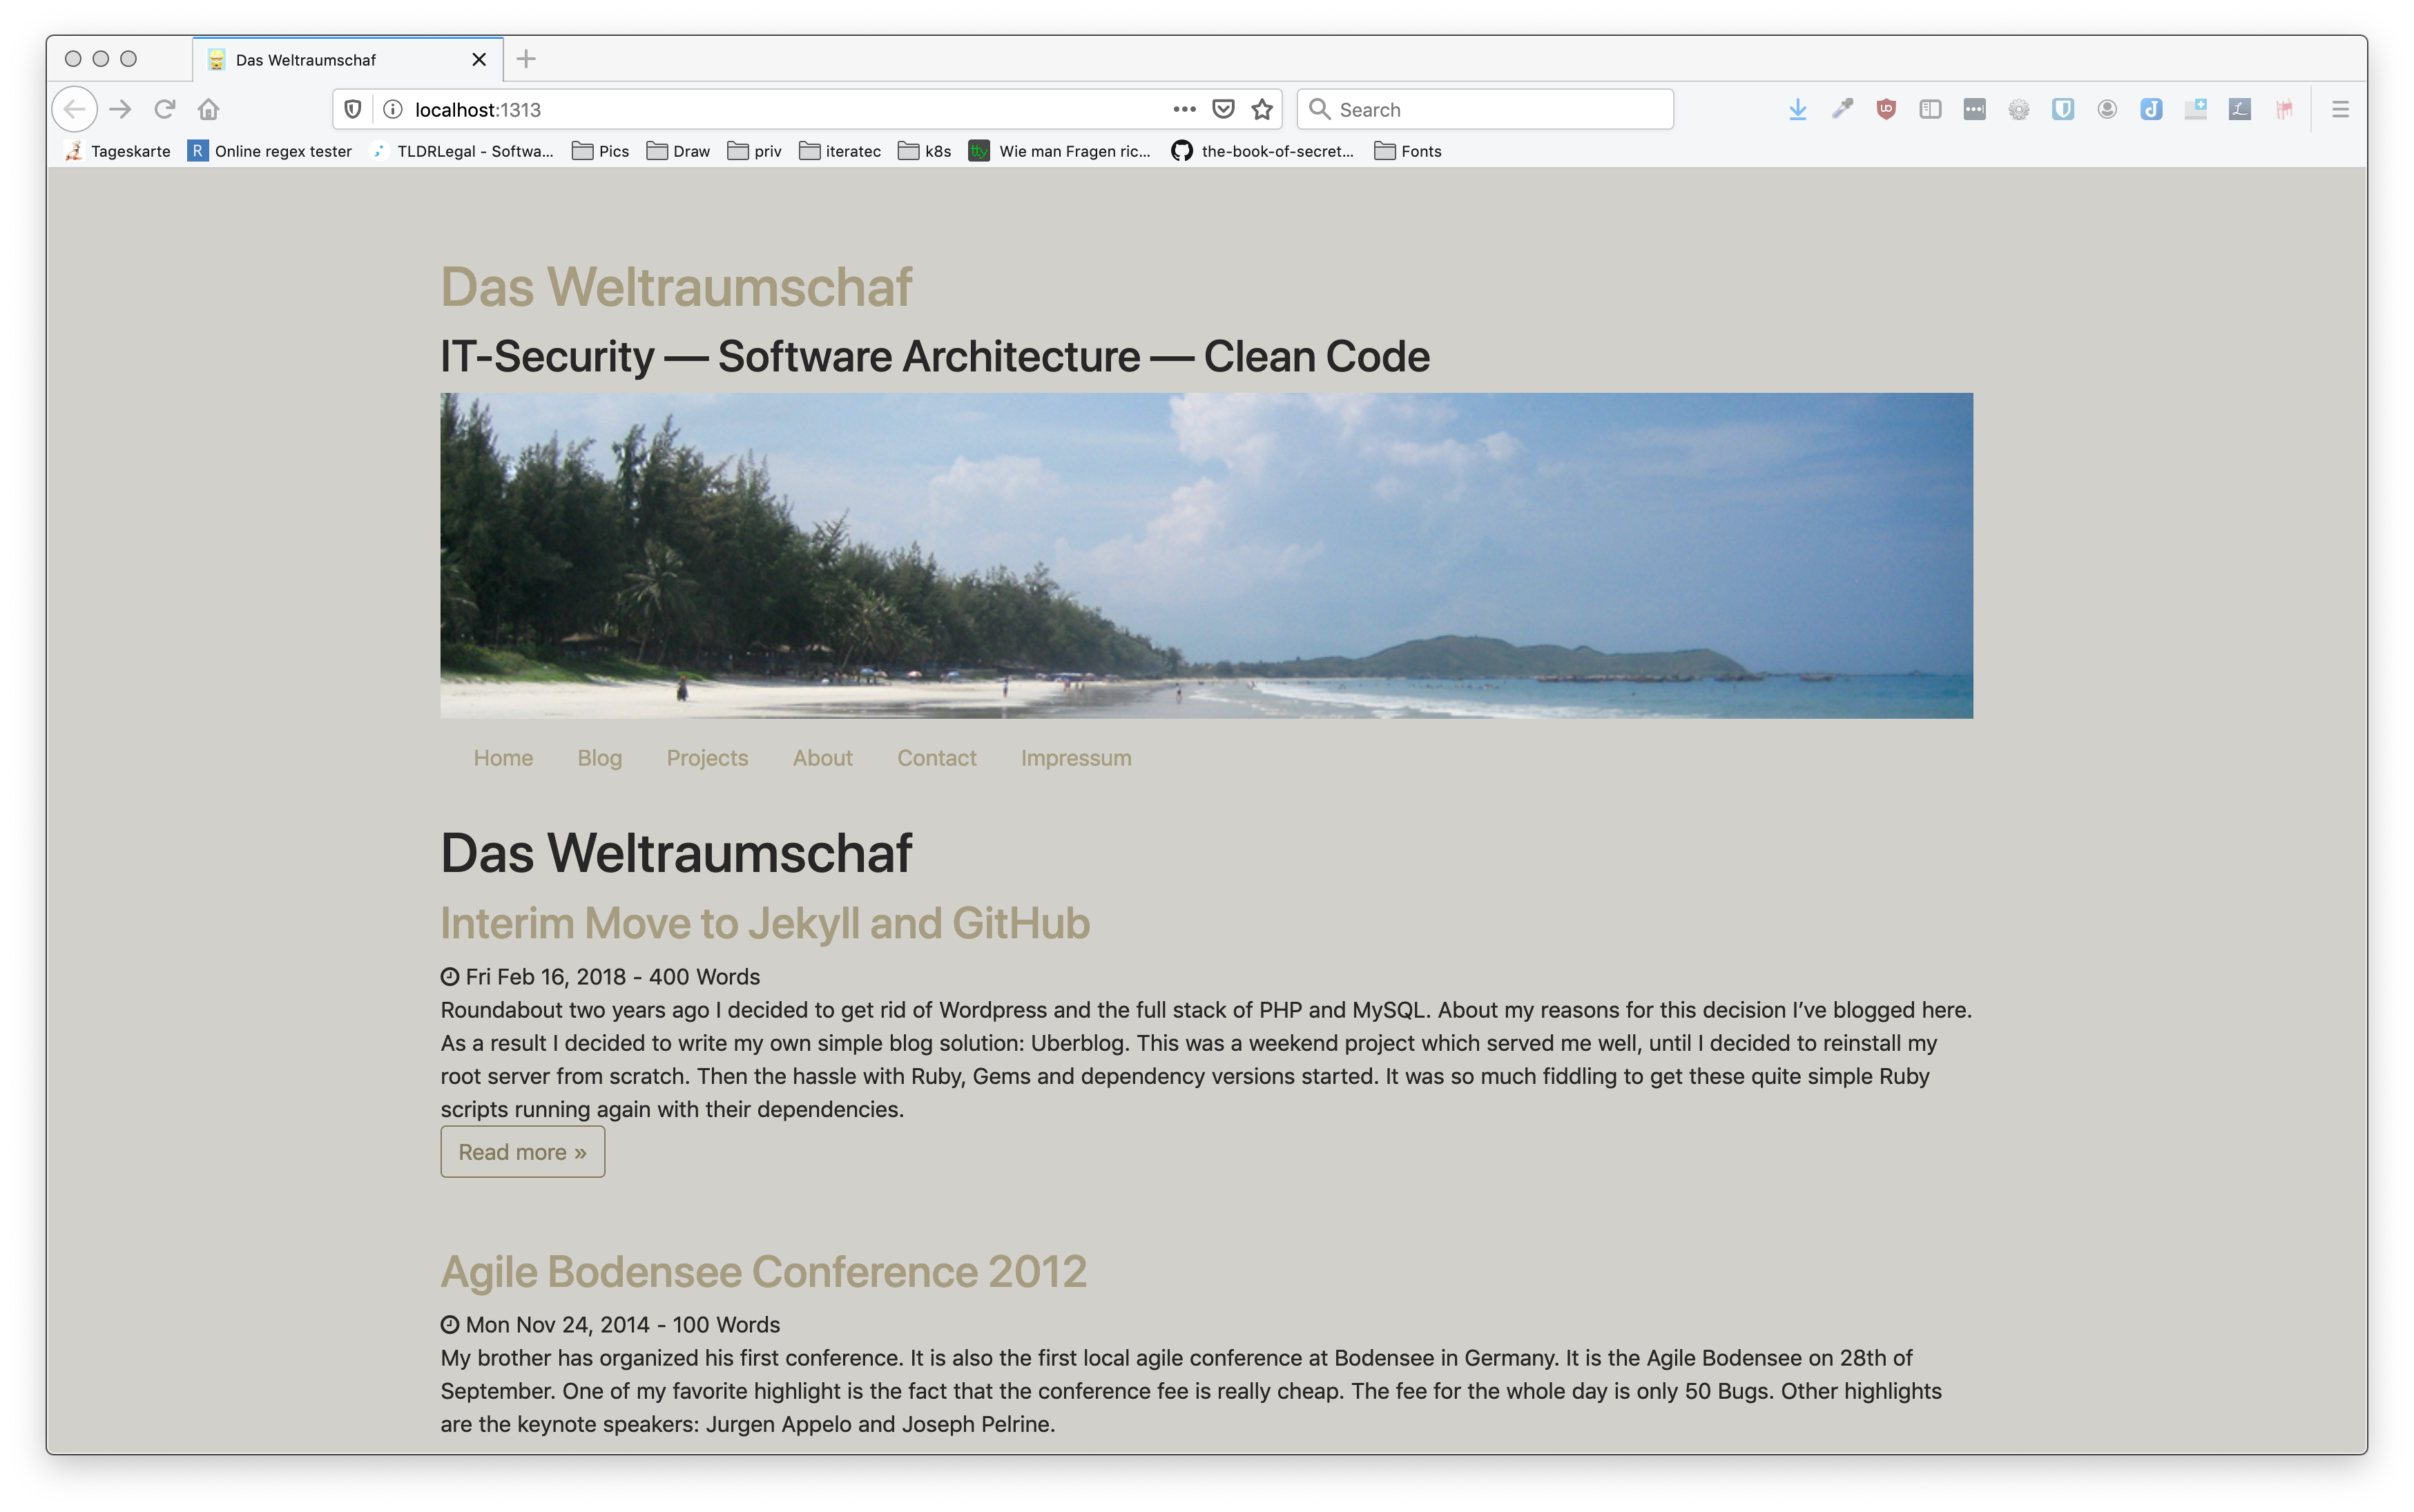 Das Weltraumschaf
localhost:1313
Search
Tageskarte
R Online regex tester
TLDRLegal - Softwa...
Pics
Draw
priv
iteratec
k8s
tty Wie man Fragen ric...
the-book-of-secret...
Fonts
Das Weltraumschaf
IT-Security — Software Architecture — Clean Code
Home Blog Projects About Contact Impressum
Das Weltraumschaf
Interim Move to Jekyll and GitHub
Fri Feb 16, 2018 - 400 Words
Roundabout two years ago I decided to get rid of Wordpress and the full stack of PHP and MySQL. About my reasons for this decision I’ve blogged here.
As a result I decided to write my own simple blog solution: Uberblog. This was a weekend project which served me well, until I decided to reinstall my
root server from scratch. Then the hassle with Ruby, Gems and dependency versions started. It was so much fiddling to get these quite simple Ruby
scripts running again with their dependencies.
Read more »
Agile Bodensee Conference 2012
Mon Nov 24, 2014 - 100 Words
My brother has organized his first conference. It is also the first local agile conference at Bodensee in Germany. It is the Agile Bodensee on 28th of
September. One of my favorite highlight is the fact that the conference fee is really cheap. The fee for the whole day is only 50 Bugs. Other highlights
are the keynote speakers: Jurgen Appelo and Joseph Pelrine.